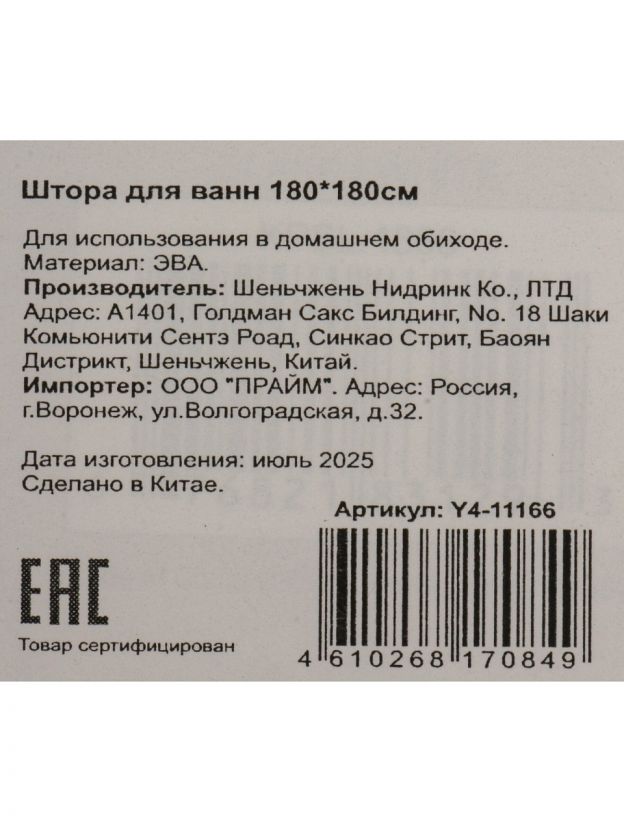 Штора для ванн 180*180см
Для использования в домашнем обиходе.
Материал: ЭВА.
Производитель: Шеньчжень Нидринк Ко., ЛТД
Адрес: А1401, Голдман Сакс Билдинг, No. 18 Шаки
Комьюнити Сентэ Роад, Синкао Стрит, Баоян
Дистрикт, Шеньчжень, Китай.
Импортер: ООО "ПРАЙМ". Адрес: Россия,
г.Воронеж, ул.Волгоградская, д.32.
Дата изготовления: июль 2025
Сделано в Китае.
Артикул: Y4-11166
EAC
Товар сертифицирован
4 610268 170849